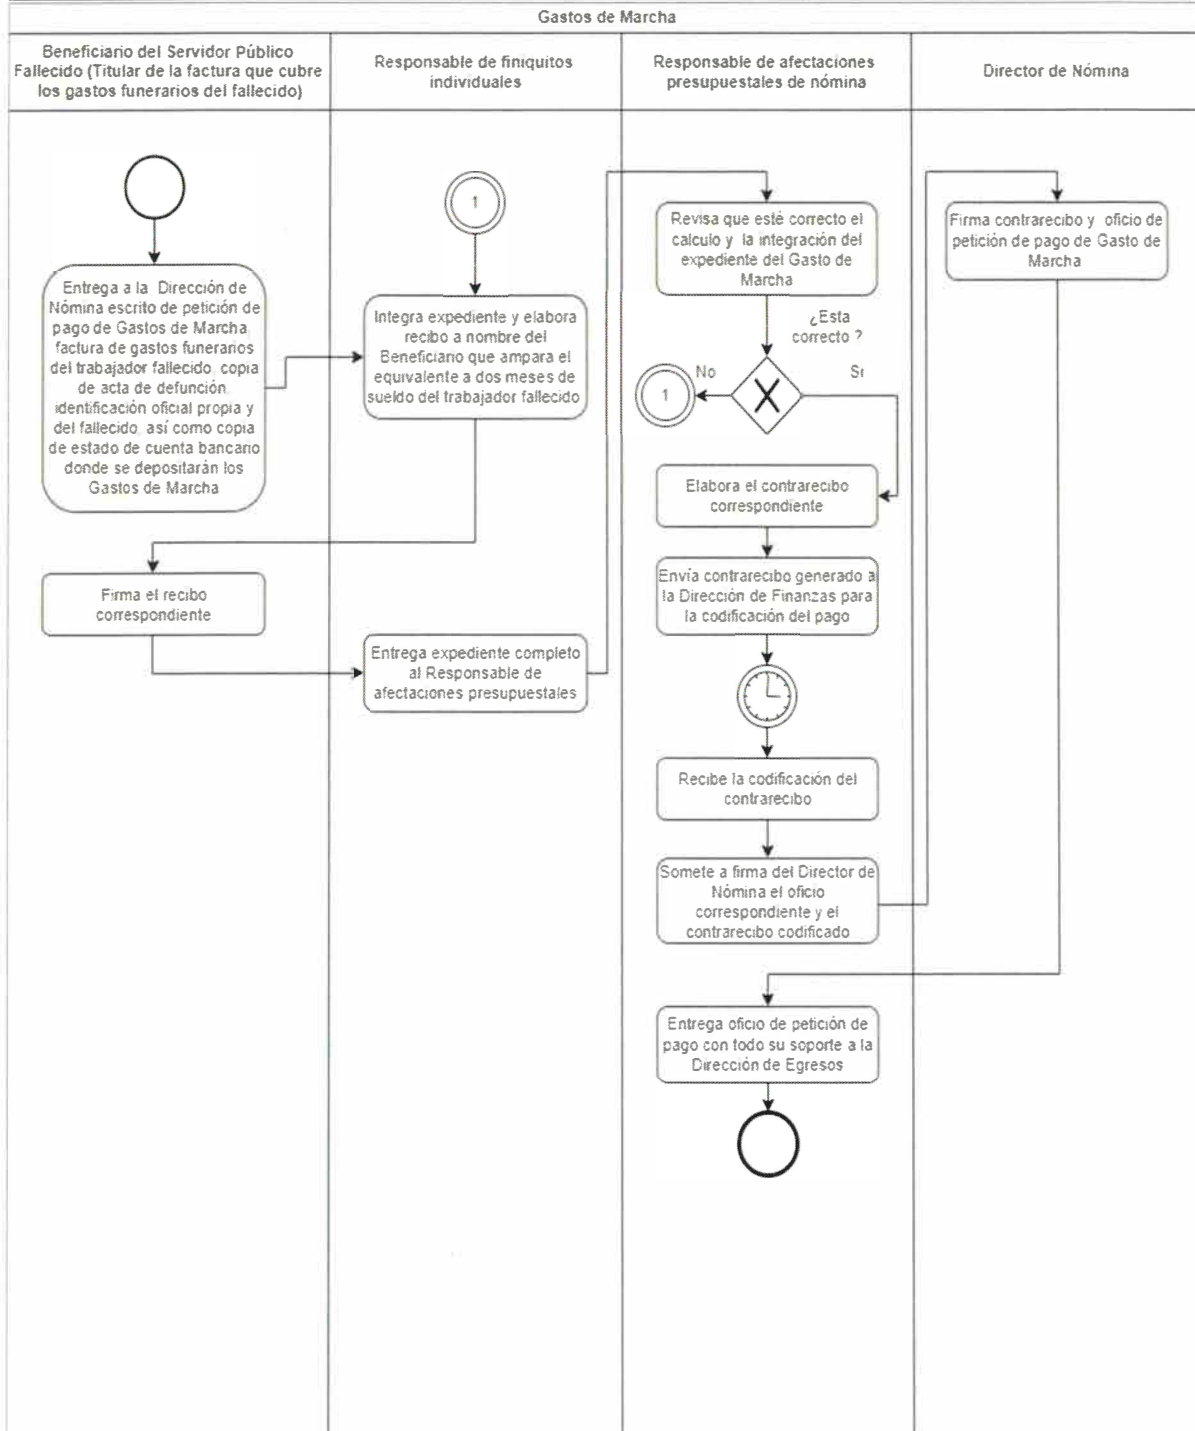 Gastos de Marcha
Beneficiario del Servidor Público
Fallecido (Titular de la factura que cubre
los gastos funerarios del fallecido)
Responsable de finiquitos
individuales
Responsable de afectaciones
presupuestales de nómina
Director de Nómina
Entrega a la Dirección de
Nómina escrito de petición de
pago de Gastos de Marcha,
factura de gastos funerarios
del trabajador fallecido, copia
de acta de defunción,
identificación oficial propia y
del fallecido, así como copia
de estado de cuenta bancario
donde se depositarán los
Gastos de Marcha
1
Integra expediente y elabora
recibo a nombre del
Beneficiario que ampara el
equivalente a dos meses de
sueldo del trabajador fallecido
Firma el recibo
correspondiente
Entrega expediente completo
al Responsable de
afectaciones presupuestales
Revisa que esté correcto el
calculo y la integración del
expediente del Gasto de
Marcha
¿Esta
correcto ?
No
Si
1
Elabora el contrarecibo
correspondiente
Envía contrarecibo generado a
la Dirección de Finanzas para
la codificación del pago
Recibe la codificación del
contrarecibo
Somete a firma del Director de
Nómina el oficio
correspondiente y el
contrarecibo codificado
Firma contrarecibo y oficio de
petición de pago de Gasto de
Marcha
Entrega oficio de petición de
pago con todo su soporte a la
Dirección de Egresos